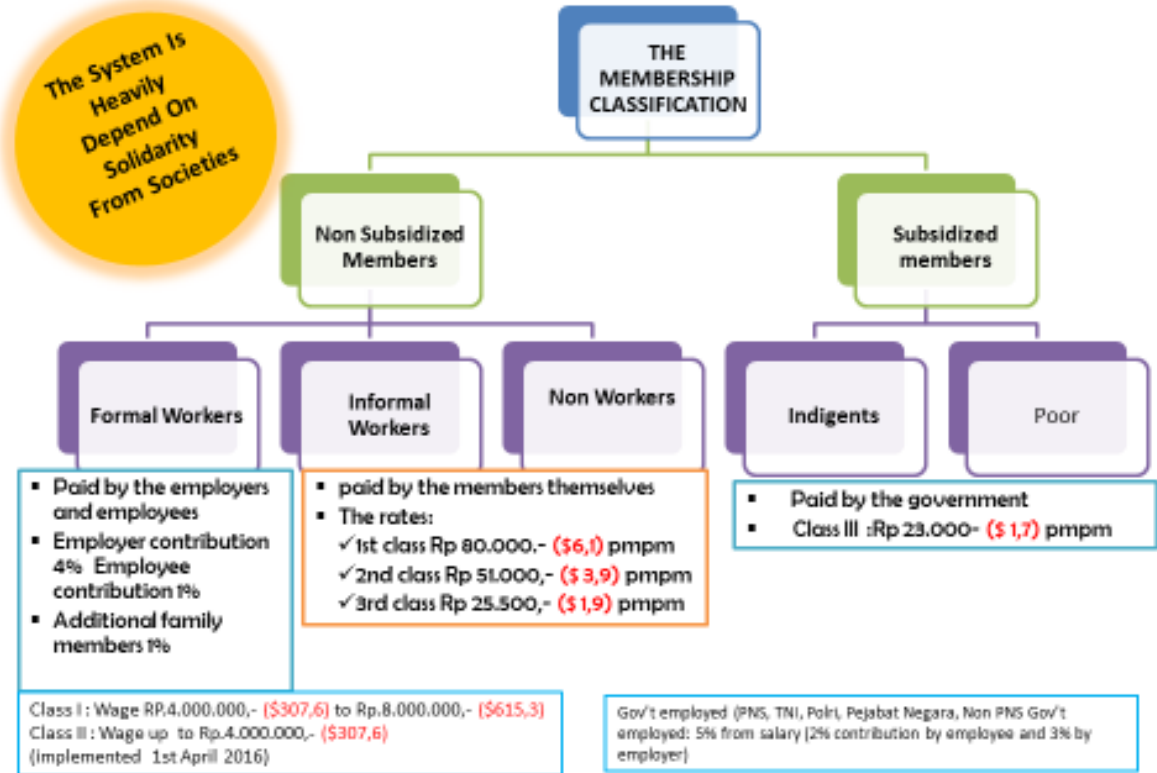 The System Is
Heavily
Depend On
Solidarity
From Societies
THE
MEMBERSHIP
CLASSIFICATION
Non Subsidized
Members
Subsidized
members
Formal Workers
Informal
Workers
Non Workers
Indigents
Poor
▪ Paid by the employers
and employees
▪ Employer contribution
4% Employee
contribution 1%
▪ Additional family
members 1%
▪ paid by the members themselves
▪ The rates:
✓1st class Rp 80.000.- ($6,1) pmpm
✓2nd class Rp 51.000,- ($ 3,9) pmpm
✓3rd class Rp 25.500,- ($ 1,9) pmpm
▪ Paid by the government
▪ Class III :Rp 23.000- ($ 1,7) pmpm
Class I : Wage RP.4.000.000,- ($307,6) to Rp.8.000.000,- ($615,3)
Class II : Wage up to Rp.4.000.000,- ($307,6)
(implemented 1st April 2016)
Gov't employed (PNS, TNI, Polri, Pejabat Negara, Non PNS Gov't
employed: 5% from salary (2% contribution by employee and 3% by
employer)